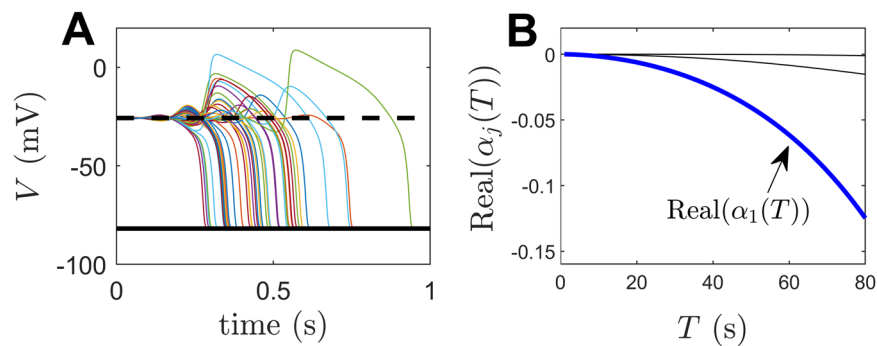 A
0
-50
-100
V (mV)
0
0.5
1
time (s)
B
0
-0.05
-0.1
-0.15
Real(α_j(T))
Real(α₁(T))
0
20
40
60
80
T (s)